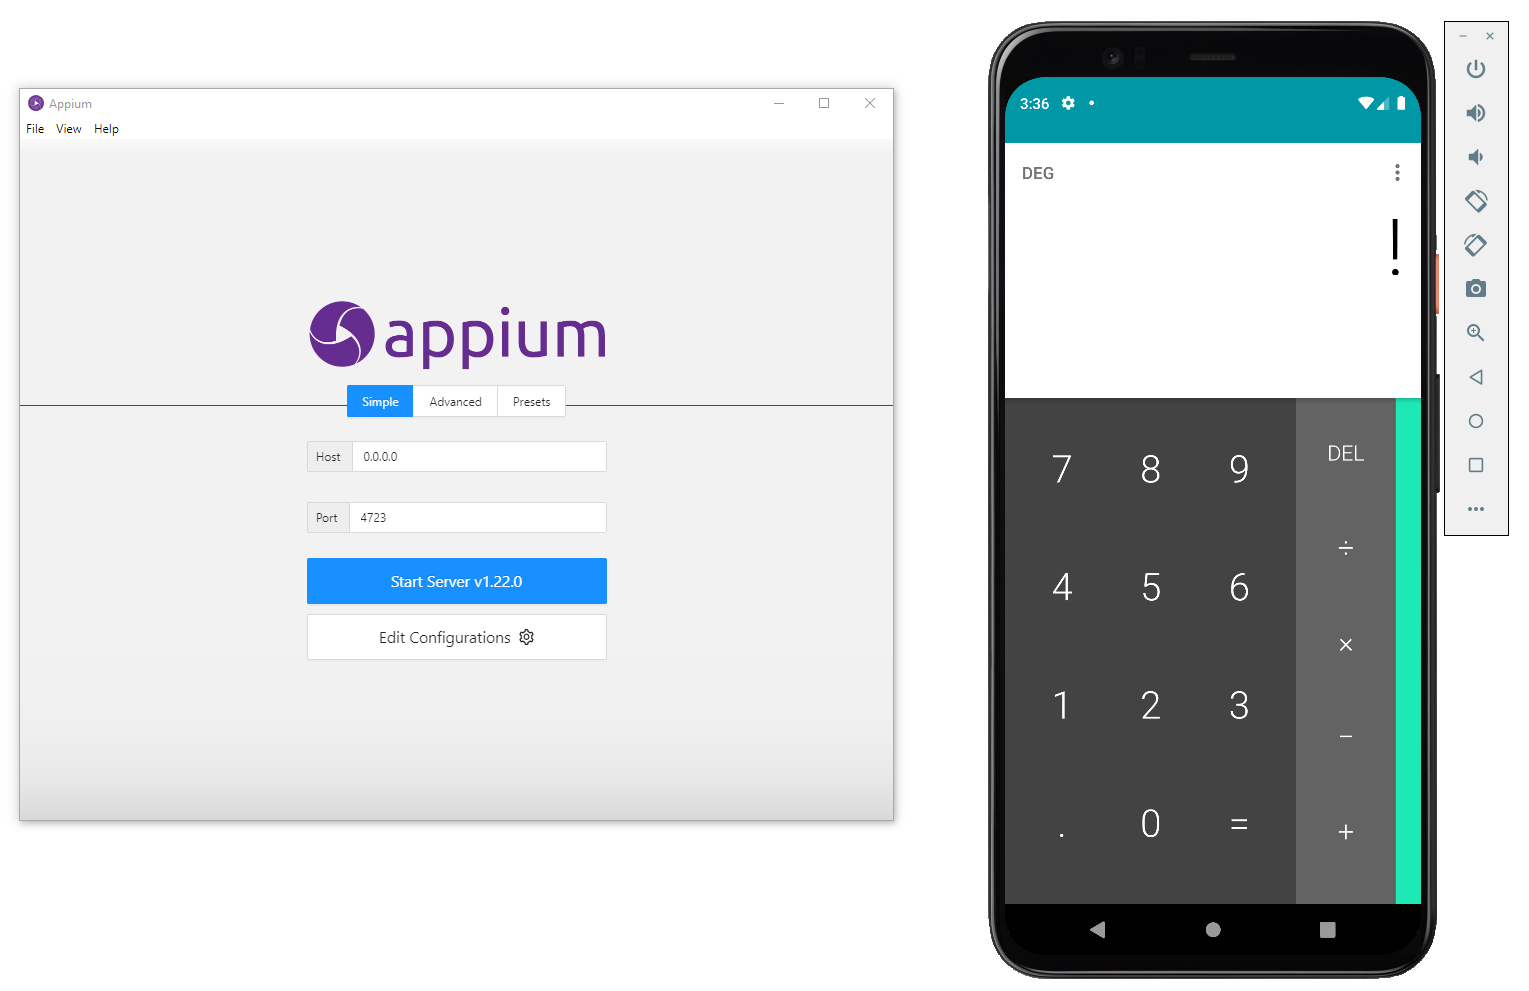 Appium
File View Help
appium
Simple Advanced Presets
Host 0.0.0.0
Port 4723
Start Server v1.22.0
Edit Configurations
3:36
DEG
!
7 8 9 DEL
÷
4 5 6
×
1 2 3
−
. 0 =
+